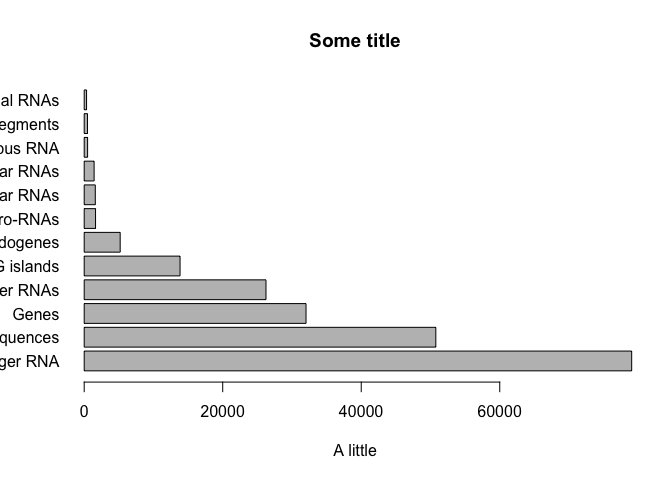 Some title
al RNAs
egments
ous RNA
ar RNAs
ar RNAs
ro-RNAs
dogenes
G islands
er RNAs
Genes
quences
ger RNA
0 20000 40000 60000
A little